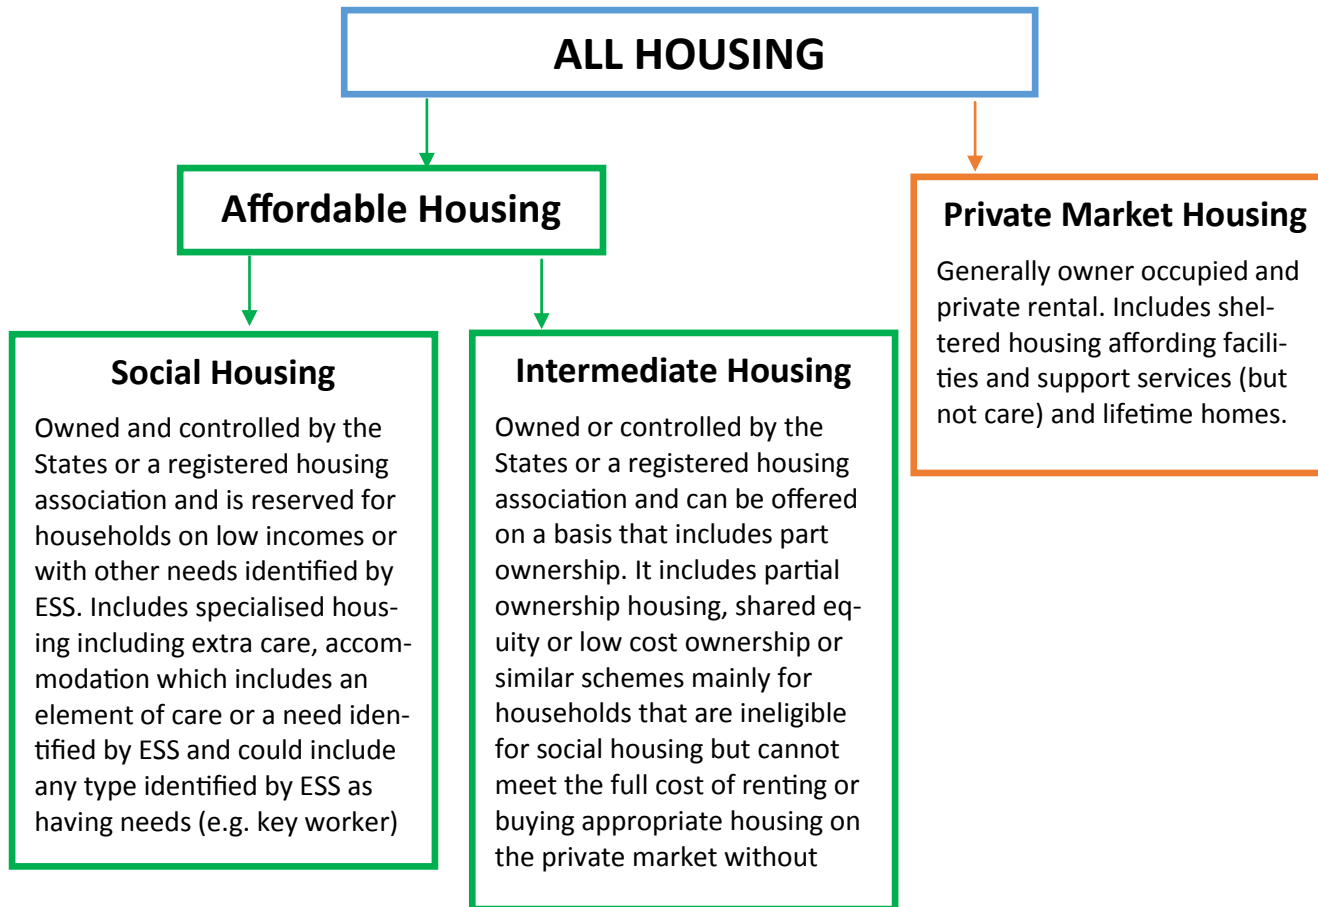 ALL HOUSING
Affordable Housing
Private Market Housing
Generally owner occupied and
private rental. Includes shel-
tered housing affording facili-
ties and support services (but
not care) and lifetime homes.
Social Housing
Owned and controlled by the
States or a registered housing
association and is reserved for
households on low incomes or
with other needs identified by
ESS. Includes specialised hous-
ing including extra care, accom-
modation which includes an
element of care or a need iden-
tified by ESS and could include
any type identified by ESS as
having needs (e.g. key worker)
Intermediate Housing
Owned or controlled by the
States or a registered housing
association and can be offered
on a basis that includes part
ownership. It includes partial
ownership housing, shared eq-
uity or low cost ownership or
similar schemes mainly for
households that are ineligible
for social housing but cannot
meet the full cost of renting or
buying appropriate housing on
the private market without